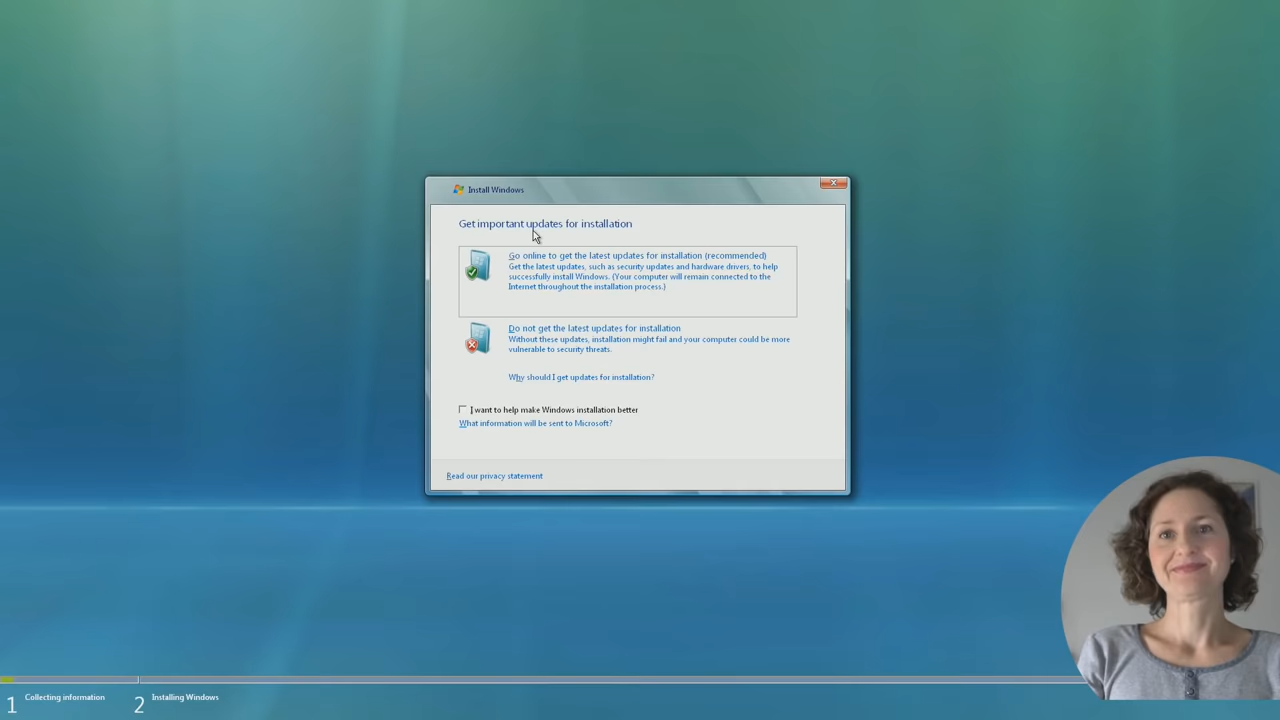 Install Windows
Get important updates for installation
Go online to get the latest updates for installation (recommended)
Get the latest updates, such as security updates and hardware drivers, to help
successfully install Windows. (Your computer will remain connected to the
Internet throughout the installation process.)
Do not get the latest updates for installation
Without these updates, installation might fail and your computer could be more
vulnerable to security threats.
Why should I get updates for installation?
I want to help make Windows installation better
What information will be sent to Microsoft?
Read our privacy statement
1 Collecting information
2 Installing Windows